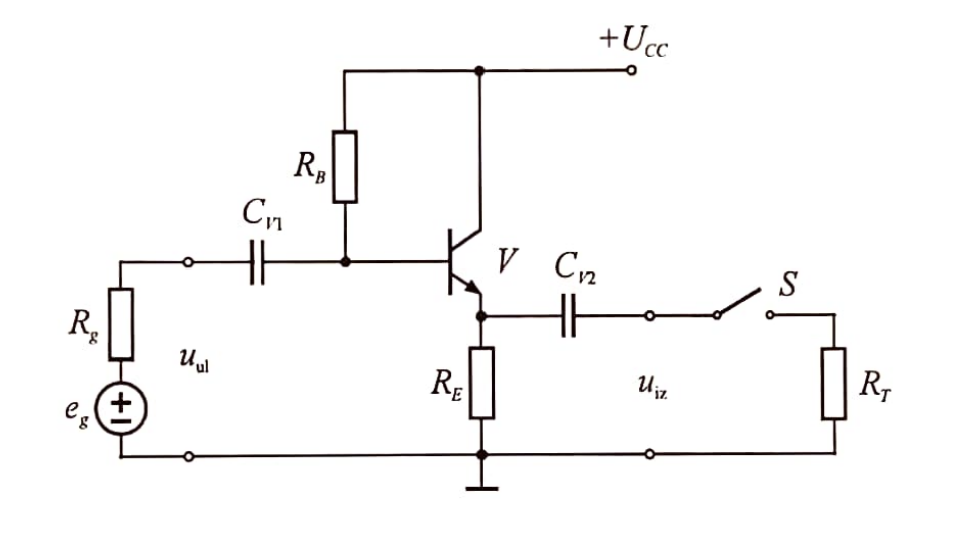 +U_CC
R_B
C_V1
V
C_V2
S
R_g
u_ul
R_E
u_iz
R_T
e_g